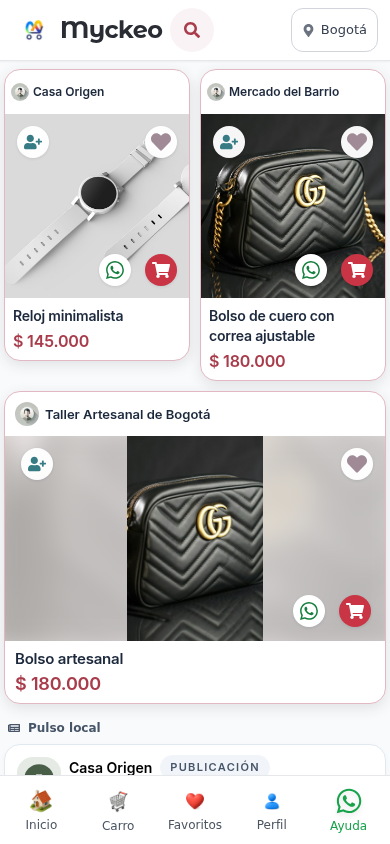 Myckeo
Bogotá
Casa Origen
Mercado del Barrio
Reloj minimalista
$ 145.000
Bolso de cuero con
correa ajustable
$ 180.000
Taller Artesanal de Bogotá
Bolso artesanal
$ 180.000
Pulso local
Casa Origen
PUBLICACIÓN
Inicio
Carro
Favoritos
Perfil
Ayuda